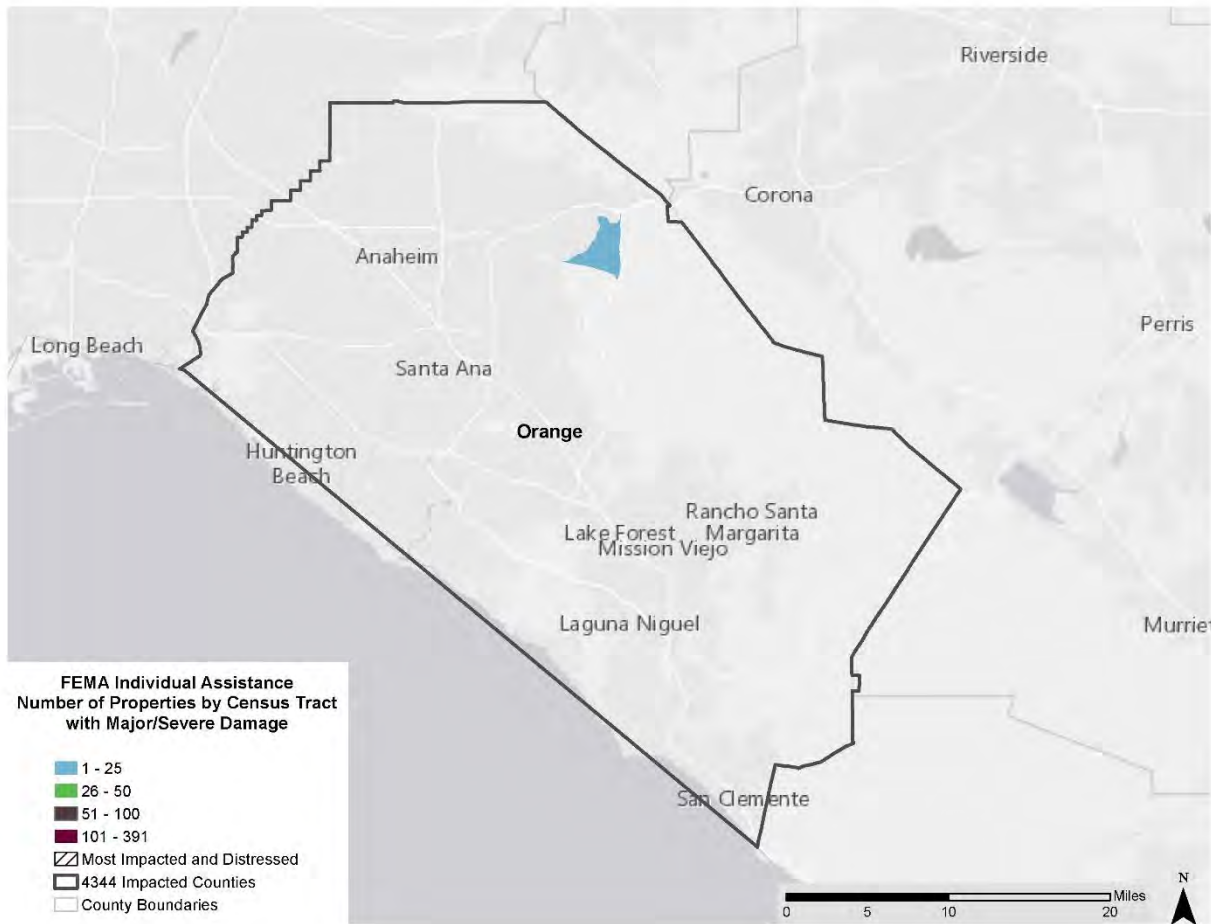 Riverside
Corona
Anaheim
Perris
Long Beach
Santa Ana
Orange
Huntington
Beach
Rancho Santa
Margarita
Lake Forest
Mission Viejo
Laguna Niguel
Murriet
San Clemente
FEMA Individual Assistance
Number of Properties by Census Tract
with Major/Severe Damage
1 - 25
26 - 50
51 - 100
101 - 391
Most Impacted and Distressed
4344 Impacted Counties
County Boundaries
Miles
0 5 10 20
N